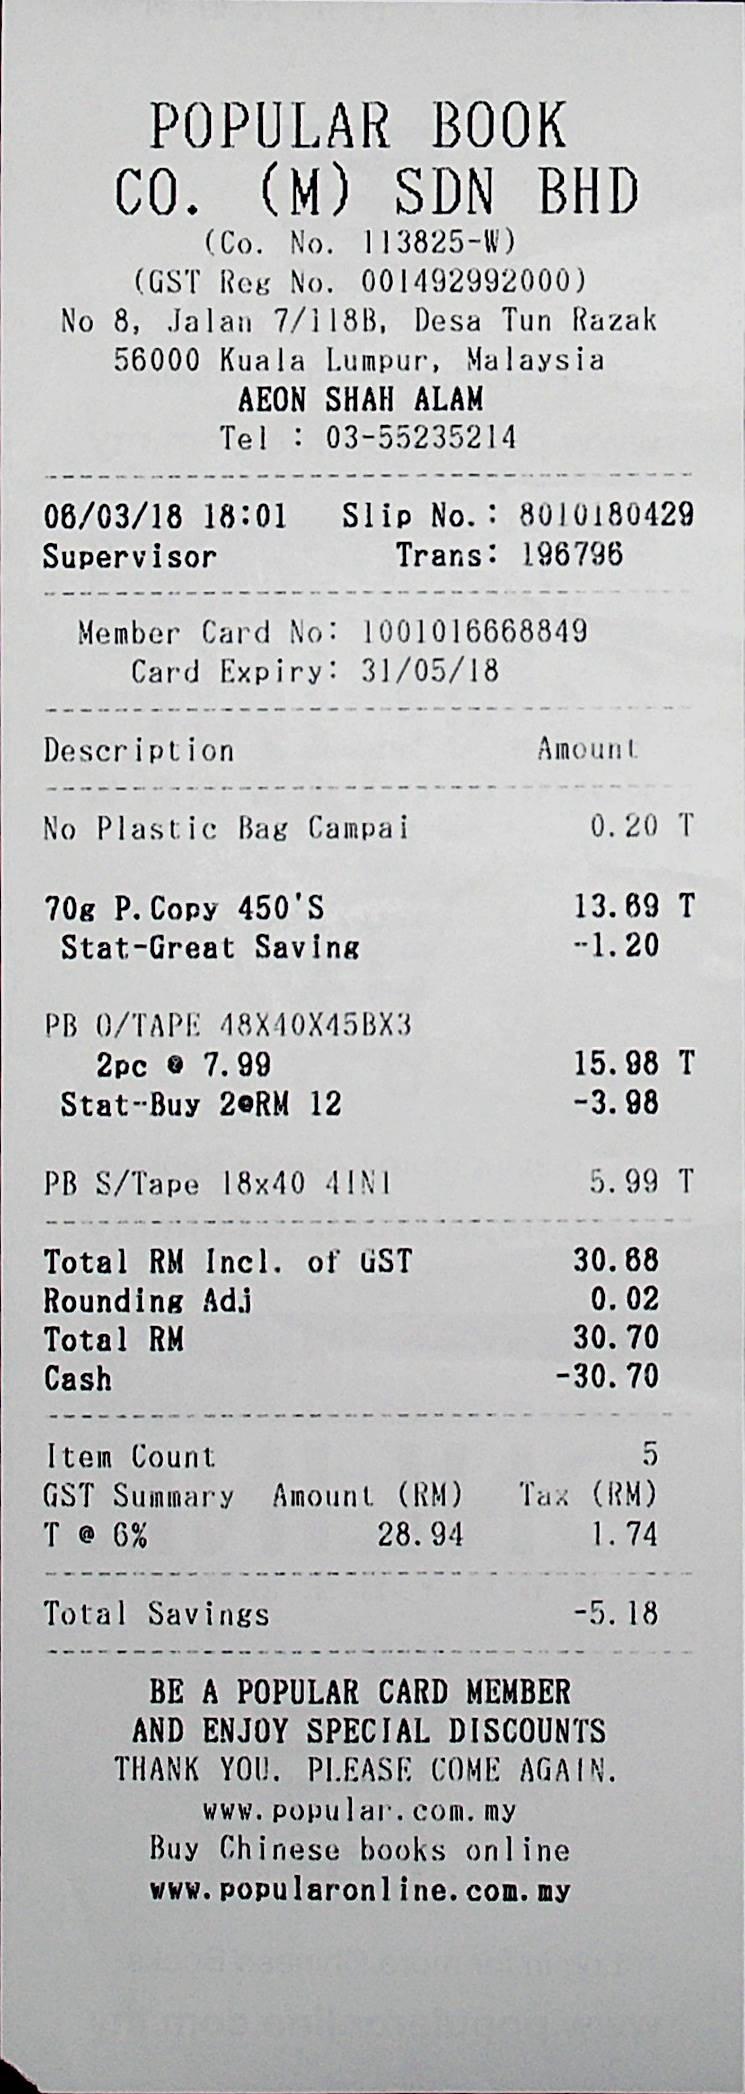 POPULAR BOOK
CO. (M) SDN BHD
(Co. No. 113825-W)
(GST Reg No. 001492992000)
No 8, Jalan 7/118B, Desa Tun Razak
56000 Kuala Lumpur, Malaysia
AEON SHAH ALAM
Tel : 03-55235214
06/03/18 18:01 Slip No.: 8010180429
Supervisor Trans: 196796
Member Card No: 1001016668849
Card Expiry: 31/05/18
Description Amount
No Plastic Bag Campai 0.20 T
70g P.Copy 450'S 13.69 T
Stat-Great Saving -1.20
PB O/TAPE 48X40X45BX3
2pc @ 7.99 15.98 T
Stat-Buy 2@RM 12 -3.98
PB S/Tape 18x40 4IN1 5.99 T
Total RM Incl. of GST 30.68
Rounding Adj 0.02
Total RM 30.70
Cash -30.70
Item Count 5
GST Summary Amount (RM) Tax (RM)
T @ 6% 28.94 1.74
Total Savings -5.18
BE A POPULAR CARD MEMBER
AND ENJOY SPECIAL DISCOUNTS
THANK YOU. PLEASE COME AGAIN.
www.popular.com.my
Buy Chinese books online
www.popularonline.com.my